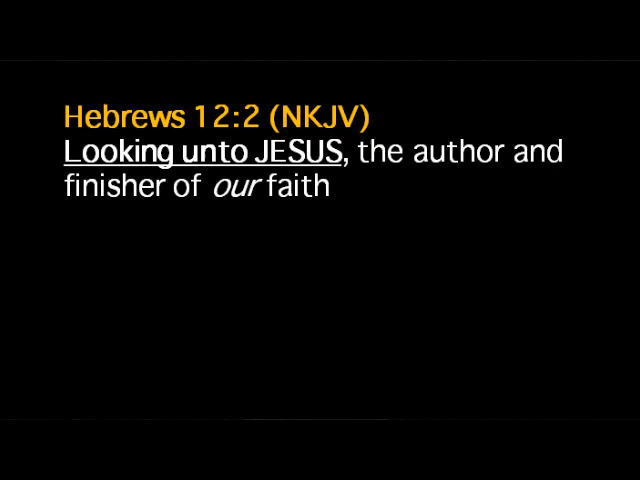 Hebrews 12:2 (NKJV)
Looking unto JESUS, the author and
finisher of our faith